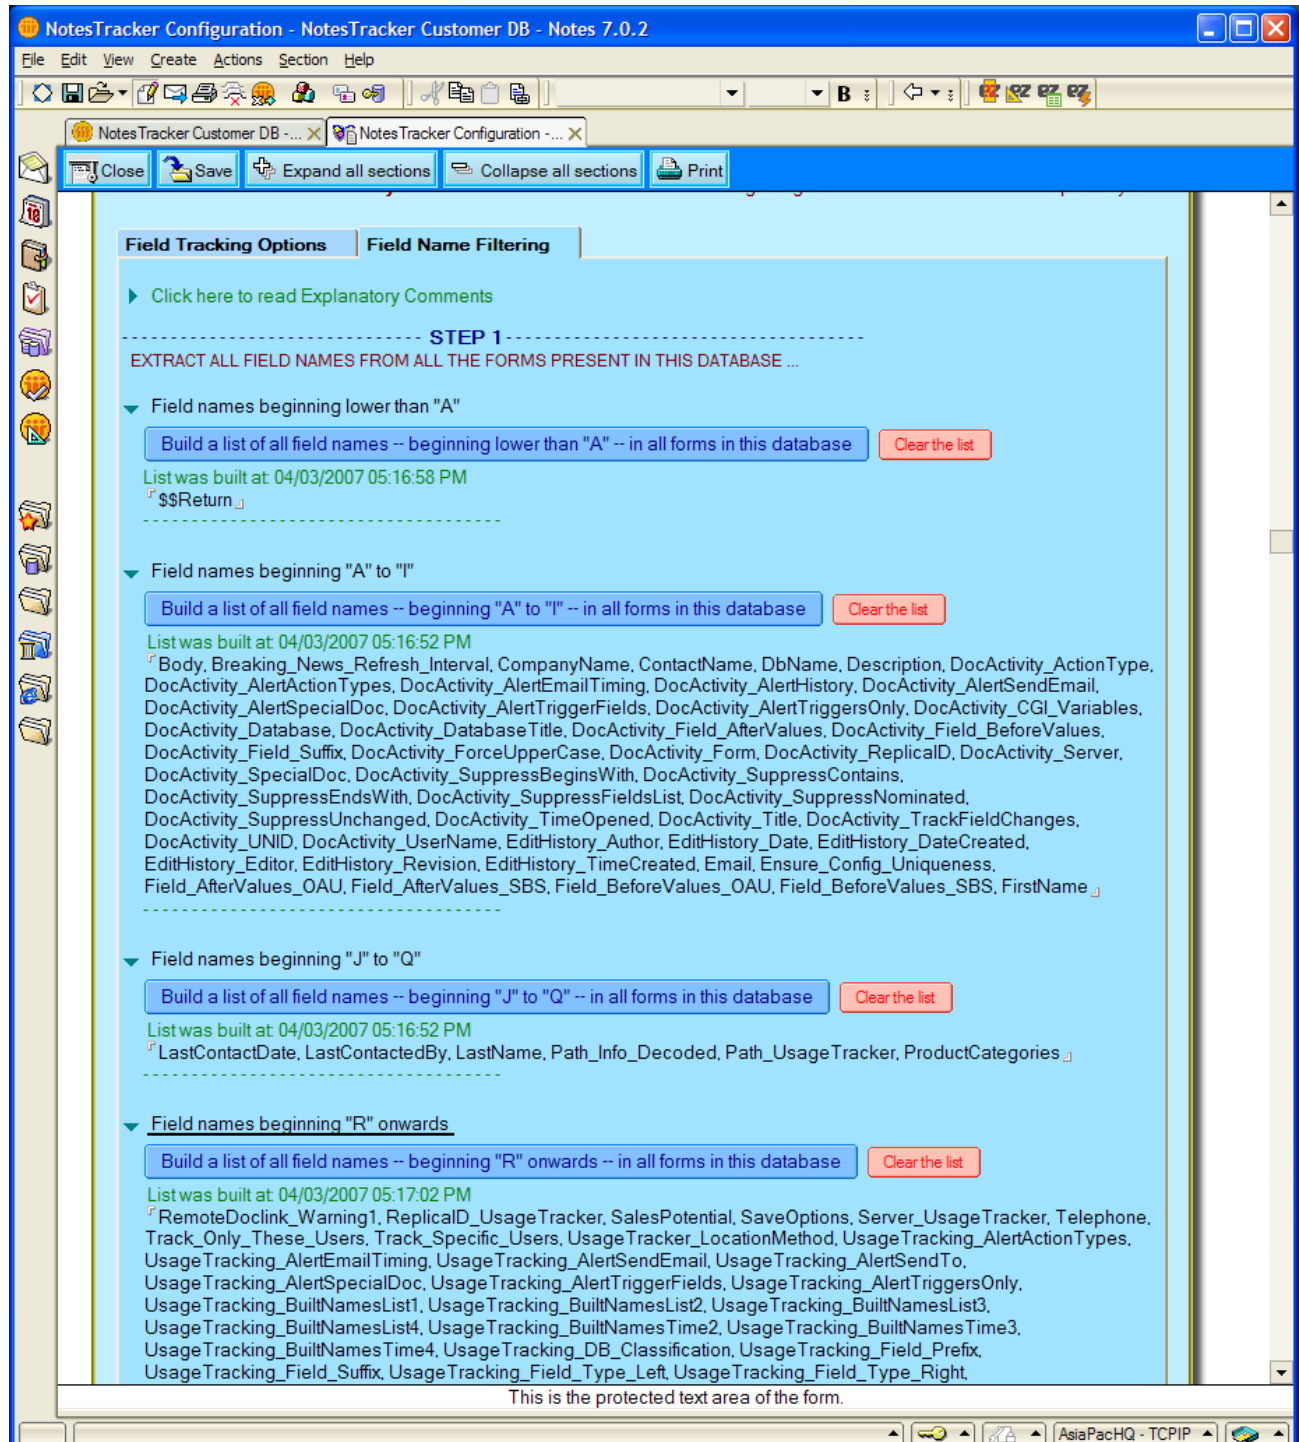 NotesTracker Configuration - NotesTracker Customer DB - Notes 7.0.2
File Edit View Create Actions Section Help
B
NotesTracker Customer DB -... NotesTracker Configuration -...
Close Save Expand all sections Collapse all sections Print
Field Tracking Options Field Name Filtering
Click here to read Explanatory Comments
- - - - - - - - - - - - - - - - - - - - - - - - - - - - - - STEP 1 - - - - - - - - - - - - - - - - - - - - - - - - - - - - - - - - - - - -
EXTRACT ALL FIELD NAMES FROM ALL THE FORMS PRESENT IN THIS DATABASE ...
Field names beginning lower than "A"
Build a list of all field names -- beginning lower than "A" -- in all forms in this database Clear the list
List was built at: 04/03/2007 05:16:58 PM
$$Return
- - - - - - - - - - - - - - - - - - - - - - - - - - - - - - - - - - - -
Field names beginning "A" to "I"
Build a list of all field names -- beginning "A" to "I" -- in all forms in this database Clear the list
List was built at: 04/03/2007 05:16:52 PM
Body, Breaking_News_Refresh_Interval, CompanyName, ContactName, DbName, Description, DocActivity_ActionType,
DocActivity_AlertActionTypes, DocActivity_AlertEmailTiming, DocActivity_AlertHistory, DocActivity_AlertSendEmail,
DocActivity_AlertSpecialDoc, DocActivity_AlertTriggerFields, DocActivity_AlertTriggersOnly, DocActivity_CGI_Variables,
DocActivity_Database, DocActivity_DatabaseTitle, DocActivity_Field_AfterValues, DocActivity_Field_BeforeValues,
DocActivity_Field_Suffix, DocActivity_ForceUpperCase, DocActivity_Form, DocActivity_ReplicaID, DocActivity_Server,
DocActivity_SpecialDoc, DocActivity_SuppressBeginsWith, DocActivity_SuppressContains,
DocActivity_SuppressEndsWith, DocActivity_SuppressFieldsList, DocActivity_SuppressNominated,
DocActivity_SuppressUnchanged, DocActivity_TimeOpened, DocActivity_Title, DocActivity_TrackFieldChanges,
DocActivity_UNID, DocActivity_UserName, EditHistory_Author, EditHistory_Date, EditHistory_DateCreated,
EditHistory_Editor, EditHistory_Revision, EditHistory_TimeCreated, Email, Ensure_Config_Uniqueness,
Field_AfterValues_OAU, Field_AfterValues_SBS, Field_BeforeValues_OAU, Field_BeforeValues_SBS, FirstName
- - - - - - - - - - - - - - - - - - - - - - - - - - - - - - - - - - - -
Field names beginning "J" to "Q"
Build a list of all field names -- beginning "J" to "Q" -- in all forms in this database Clear the list
List was built at: 04/03/2007 05:16:52 PM
LastContactDate, LastContactedBy, LastName, Path_Info_Decoded, Path_UsageTracker, ProductCategories
- - - - - - - - - - - - - - - - - - - - - - - - - - - - - - - - - - - -
Field names beginning "R" onwards
Build a list of all field names -- beginning "R" onwards -- in all forms in this database Clear the list
List was built at: 04/03/2007 05:17:02 PM
RemoteDoclink_Warning1, ReplicaID_UsageTracker, SalesPotential, SaveOptions, Server_UsageTracker, Telephone,
Track_Only_These_Users, Track_Specific_Users, UsageTracker_LocationMethod, UsageTracking_AlertActionTypes,
UsageTracking_AlertEmailTiming, UsageTracking_AlertSendEmail, UsageTracking_AlertSendTo,
UsageTracking_AlertSpecialDoc, UsageTracking_AlertTriggerFields, UsageTracking_AlertTriggersOnly,
UsageTracking_BuiltNamesList1, UsageTracking_BuiltNamesList2, UsageTracking_BuiltNamesList3,
UsageTracking_BuiltNamesList4, UsageTracking_BuiltNamesTime2, UsageTracking_BuiltNamesTime3,
UsageTracking_BuiltNamesTime4, UsageTracking_DB_Classification, UsageTracking_Field_Prefix,
UsageTracking_Field_Suffix, UsageTracking_Field_Type_Left, UsageTracking_Field_Type_Right,
This is the protected text area of the form.
AsiaPacHQ - TCPIP